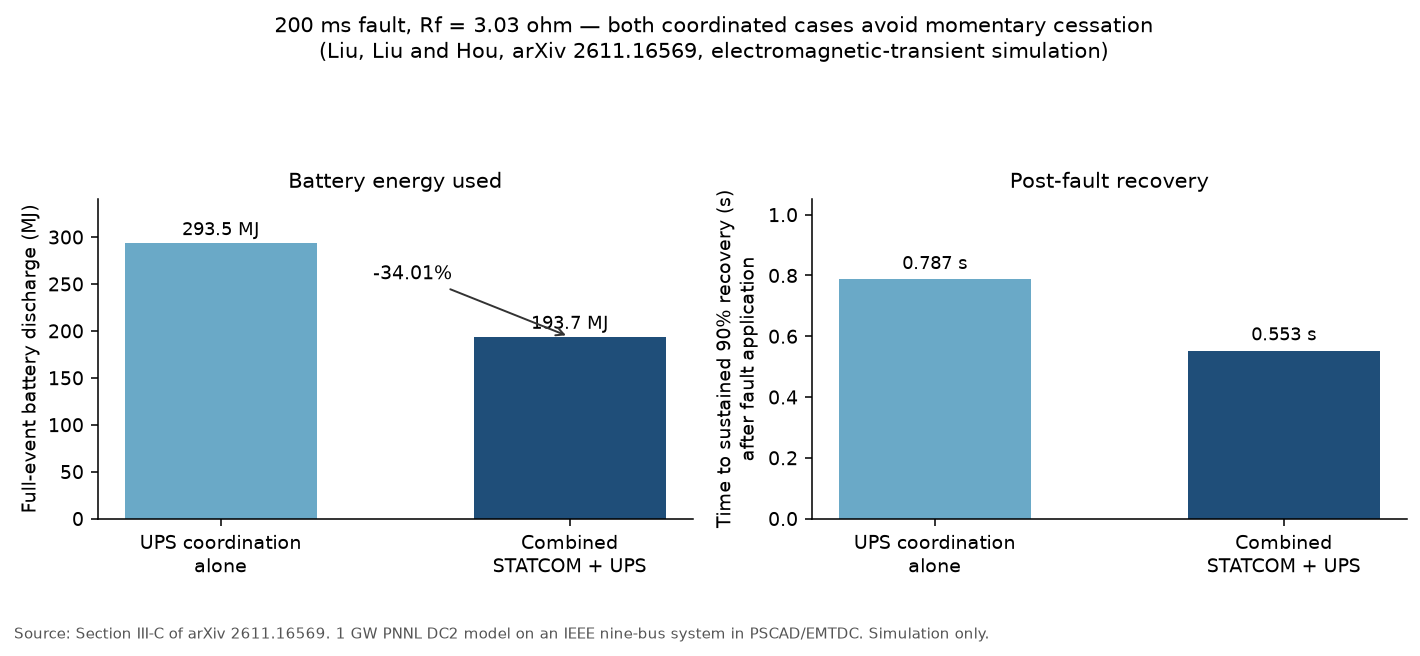 200 ms fault, Rf = 3.03 ohm — both coordinated cases avoid momentary cessation
(Liu, Liu and Hou, arXiv 2611.16569, electromagnetic-transient simulation)
Battery energy used
Full-event battery discharge (MJ)
300
250
200
150
100
50
0
293.5 MJ
-34.01%
193.7 MJ
UPS coordination
alone
Combined
STATCOM + UPS
Post-fault recovery
Time to sustained 90% recovery (s)
after fault application
1.0
0.8
0.6
0.4
0.2
0.0
0.787 s
0.553 s
UPS coordination
alone
Combined
STATCOM + UPS
Source: Section III-C of arXiv 2611.16569. 1 GW PNNL DC2 model on an IEEE nine-bus system in PSCAD/EMTDC. Simulation only.